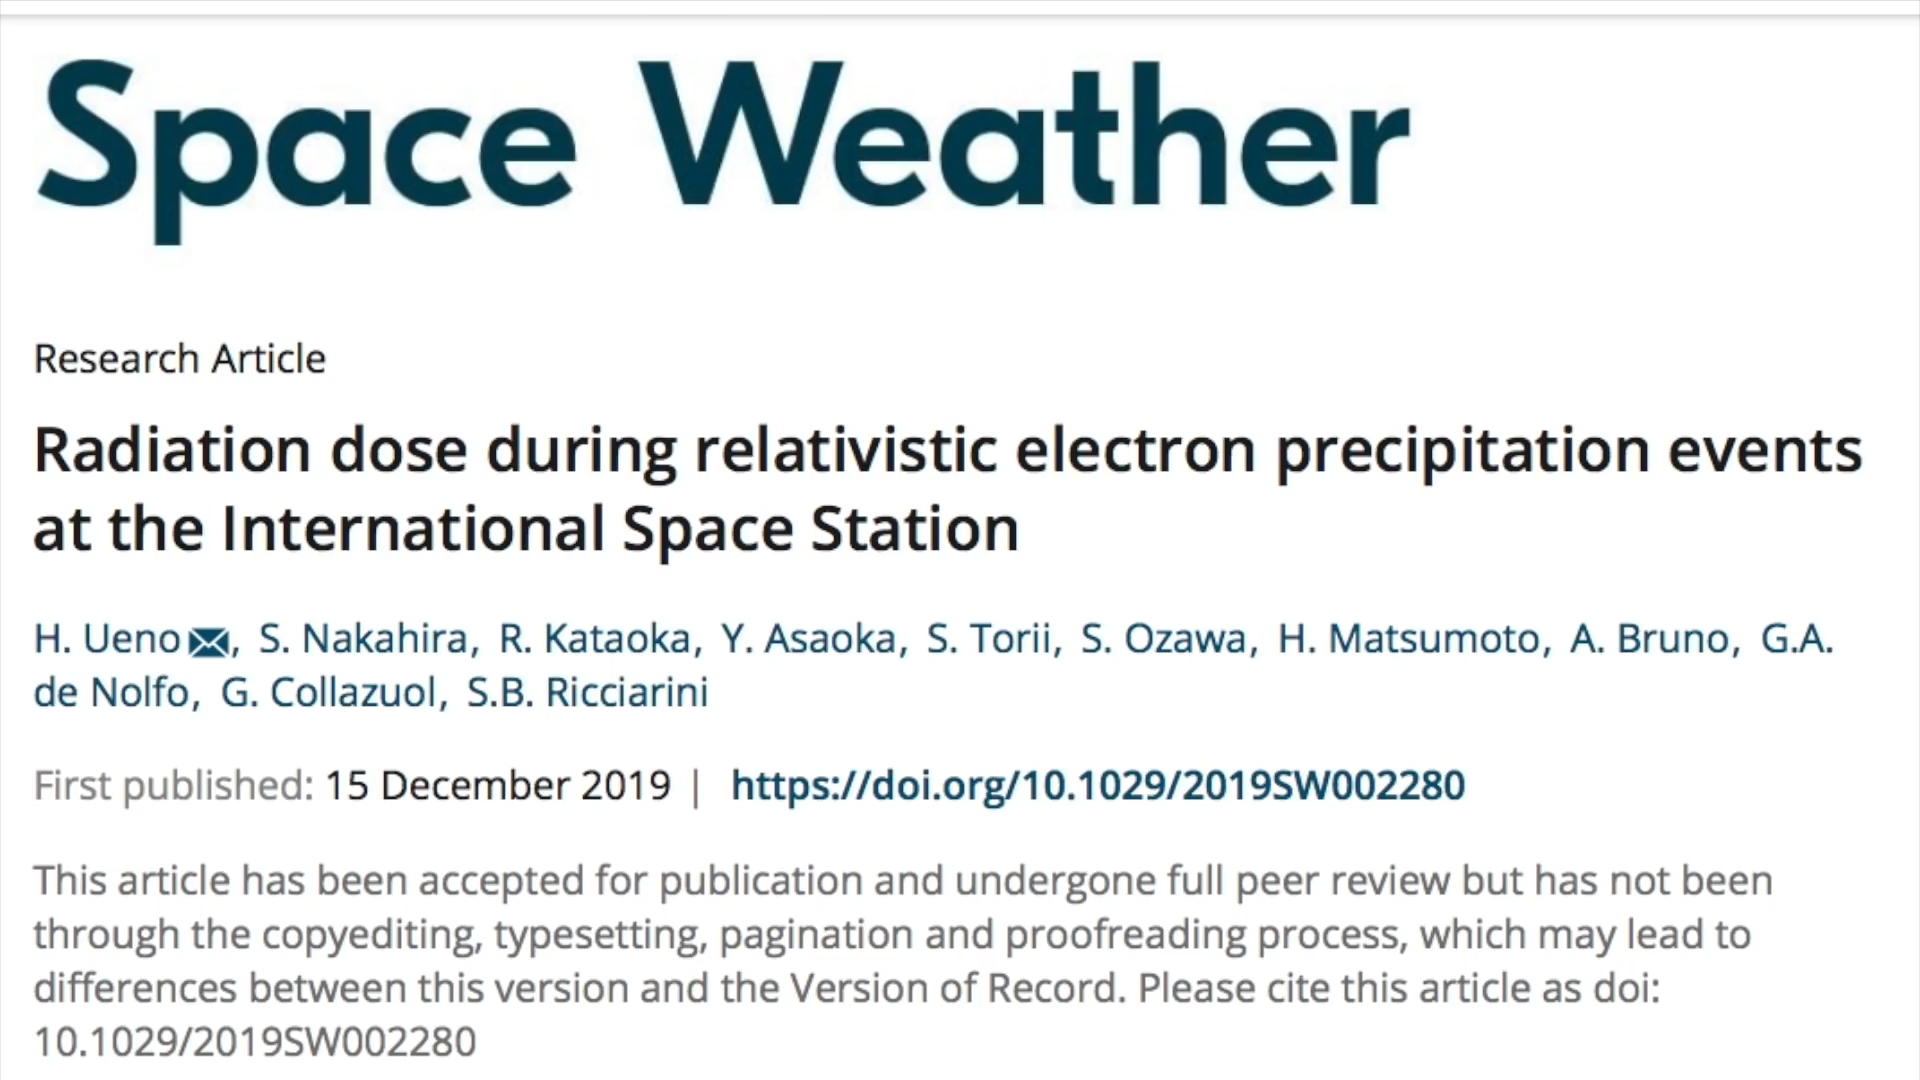 Space Weather
Research Article
Radiation dose during relativistic electron precipitation events
at the International Space Station
H. Ueno, S. Nakahira, R. Kataoka, Y. Asaoka, S. Torii, S. Ozawa, H. Matsumoto, A. Bruno, G.A.
de Nolfo, G. Collazuol, S.B. Ricciarini
First published: 15 December 2019 | https://doi.org/10.1029/2019SW002280
This article has been accepted for publication and undergone full peer review but has not been
through the copyediting, typesetting, pagination and proofreading process, which may lead to
differences between this version and the Version of Record. Please cite this article as doi:
10.1029/2019SW002280